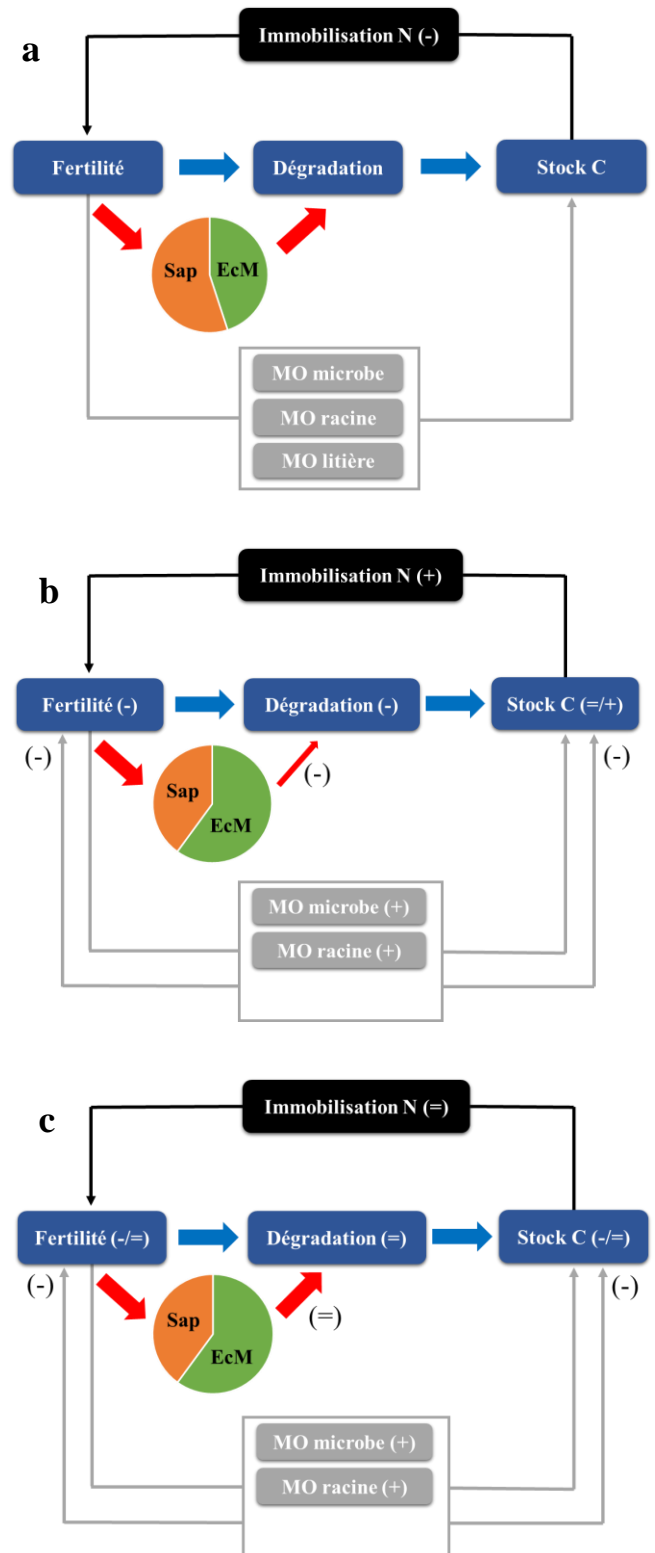 a
Immobilisation N (-)
Fertilité
Dégradation
Stock C
Sap
EcM
MO microbe
MO racine
MO litière
b
Immobilisation N (+)
Fertilité (-)
Dégradation (-)
Stock C (=/+)
(-)
(-)
(-)
Sap
EcM
MO microbe (+)
MO racine (+)
c
Immobilisation N (=)
Fertilité (-/=)
Dégradation (=)
Stock C (-/=)
(-)
(=)
(-)
Sap
EcM
MO microbe (+)
MO racine (+)